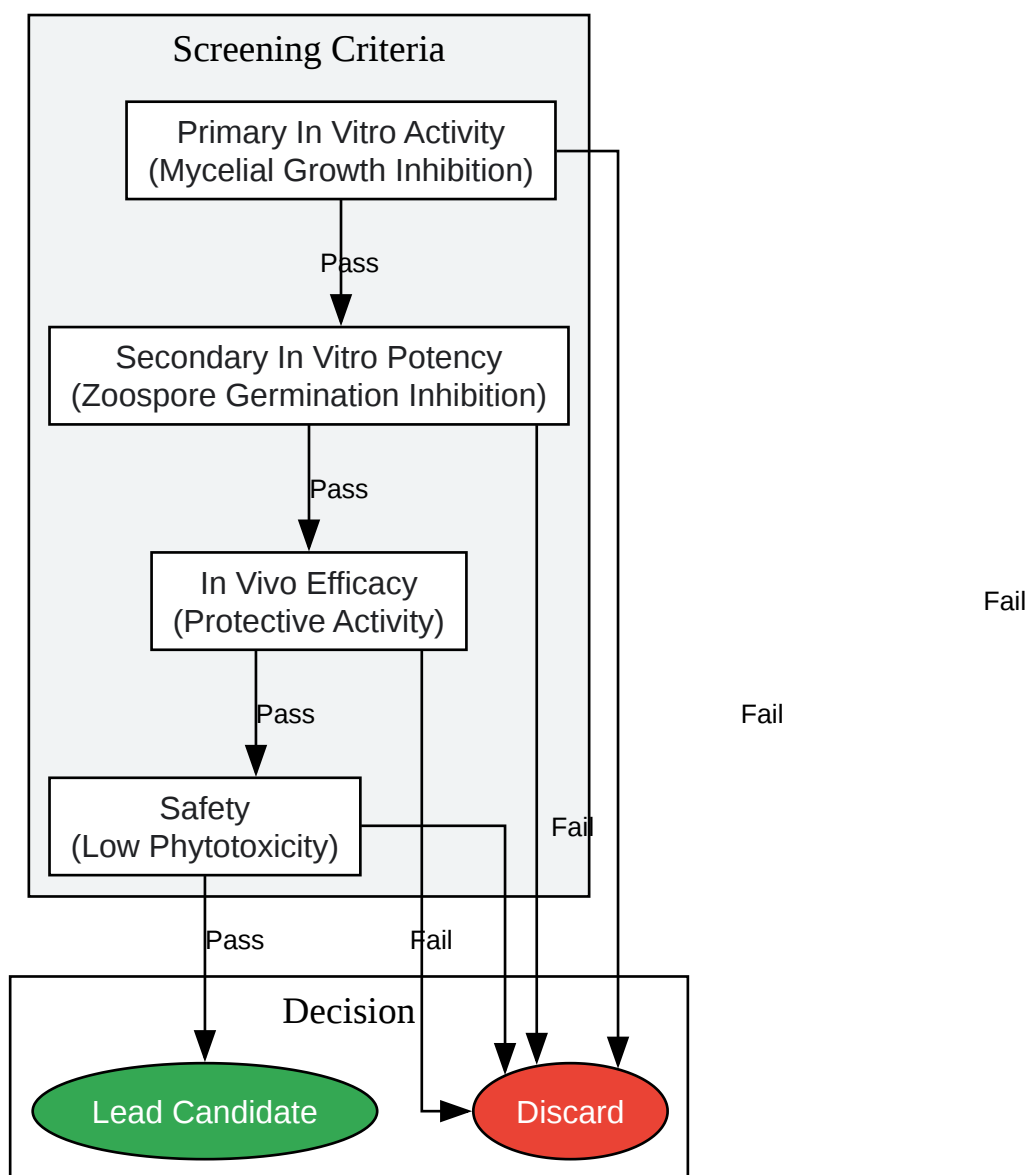 Screening Criteria
Primary In Vitro Activity
(Mycelial Growth Inhibition)
Pass
Secondary In Vitro Potency
(Zoospore Germination Inhibition)
Pass
In Vivo Efficacy
(Protective Activity)
Fail
Pass
Fail
Safety
(Low Phytotoxicity)
Fail
Pass
Fail
Decision
Lead Candidate
Discard